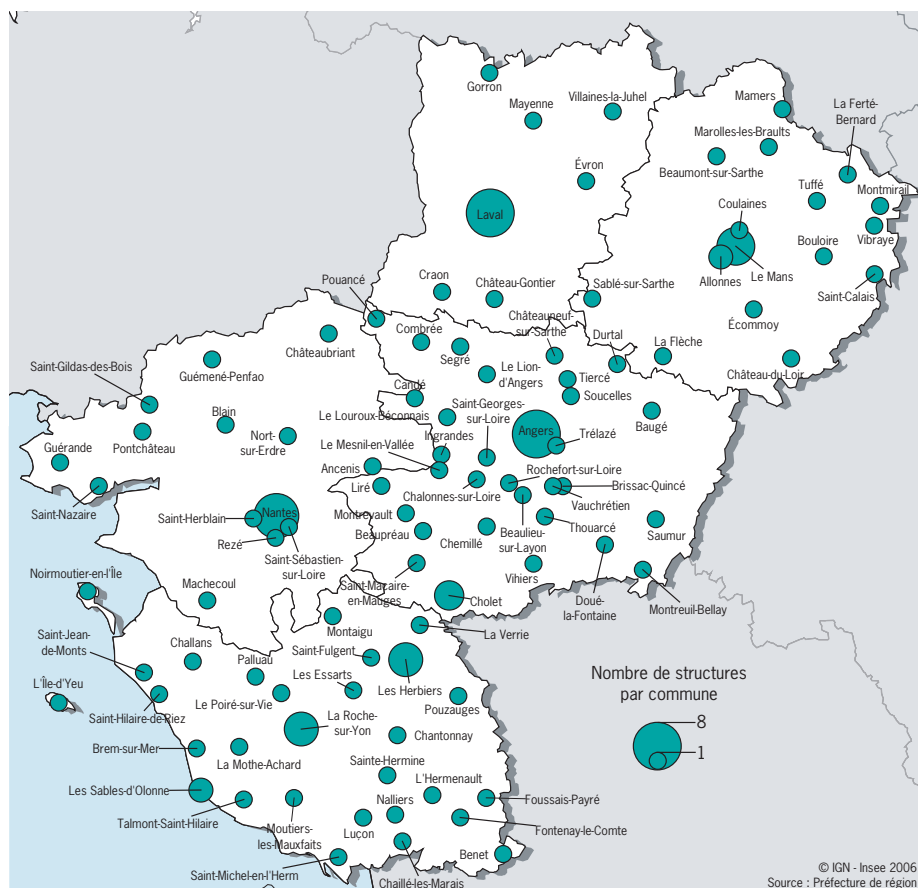 Gorron
Mayenne
Villaines-la-Juhel
Mamers
La Ferté-
Bernard
Marolles-les-Braults
Beaumont-sur-Sarthe
Évron
Tuffé
Montmirail
Coulaines
Laval
Bouloire
Vibraye
Allonnes
Le Mans
Saint-Calais
Craon
Château-Gontier
Sablé-sur-Sarthe
Pouancé
Écommoy
Châteauneuf-
sur-Sarthe
Combrée
Durtal
Châteaubriant
Segré
La Flèche
Saint-Gildas-des-Bois
Guémené-Penfao
Le Lion-
d'Angers
Tiercé
Château-du-Loir
Candé
Soucelles
Blain
Le Louroux-Béconnais
Saint-Georges-
sur-Loire
Baugé
Guérande
Pontchâteau
Nort-
sur-Erdre
Ingrandes
Angers
Trélazé
Le Mesnil-en-Vallée
Ancenis
Rochefort-sur-Loire
Liré
Chalonnes-sur-Loire
Brissac-Quincé
Saint-Nazaire
Vauchrétien
Saint-Herblain
Nantes
Montrevault
Beaupréau
Chemillé
Beaulieu-
sur-Layon
Thouarcé
Saumur
Rezé
Saint-Sébastien-
sur-Loire
Noirmoutier-en-l'Île
Machecoul
Saint-Macaire-
en-Mauges
Vihiers
Cholet
Doué-
la-Fontaine
Montreuil-Bellay
Montaigu
La Verrie
Saint-Jean-
de-Monts
Challans
Palluau
Saint-Fulgent
Les Essarts
Les Herbiers
L'Île-d'Yeu
Saint-Hilaire-de-Riez
Le Poiré-sur-Vie
Pouzauges
La Roche-
sur-Yon
Chantonnay
Brem-sur-Mer
La Mothe-Achard
Sainte-Hermine
L'Hermenault
Les Sables-d'Olonne
Foussais-Payré
Nalliers
Talmont-Saint-Hilaire
Moutiers-
les-Mauxfaits
Luçon
Fontenay-le-Comte
Benet
Saint-Michel-en-l'Herm
Chaillé-les-Marais
Nombre de structures
par commune
8
1
© IGN - Insee 2006
Source : Préfecture de région